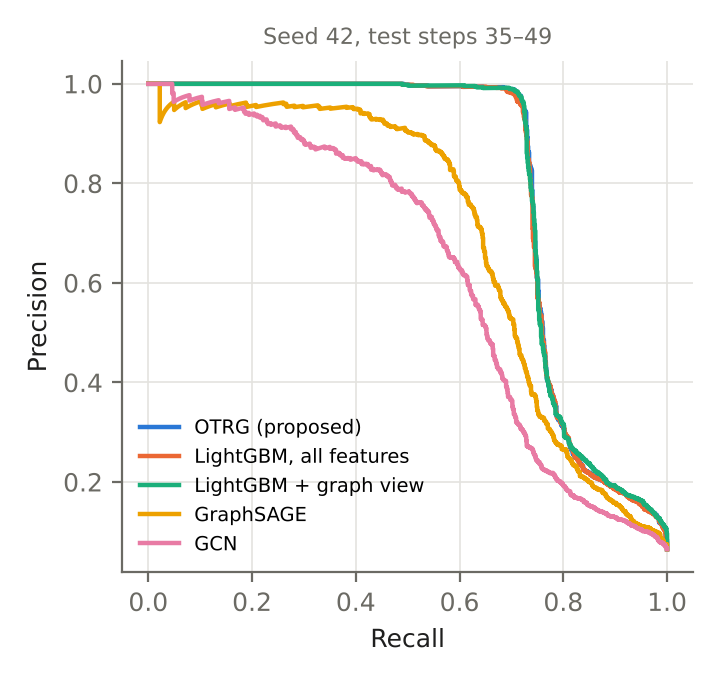 Seed 42, test steps 35–49
1.0
0.8
0.6
0.4
0.2
Precision
OTRG (proposed)
LightGBM, all features
LightGBM + graph view
GraphSAGE
GCN
0.0 0.2 0.4 0.6 0.8 1.0
Recall